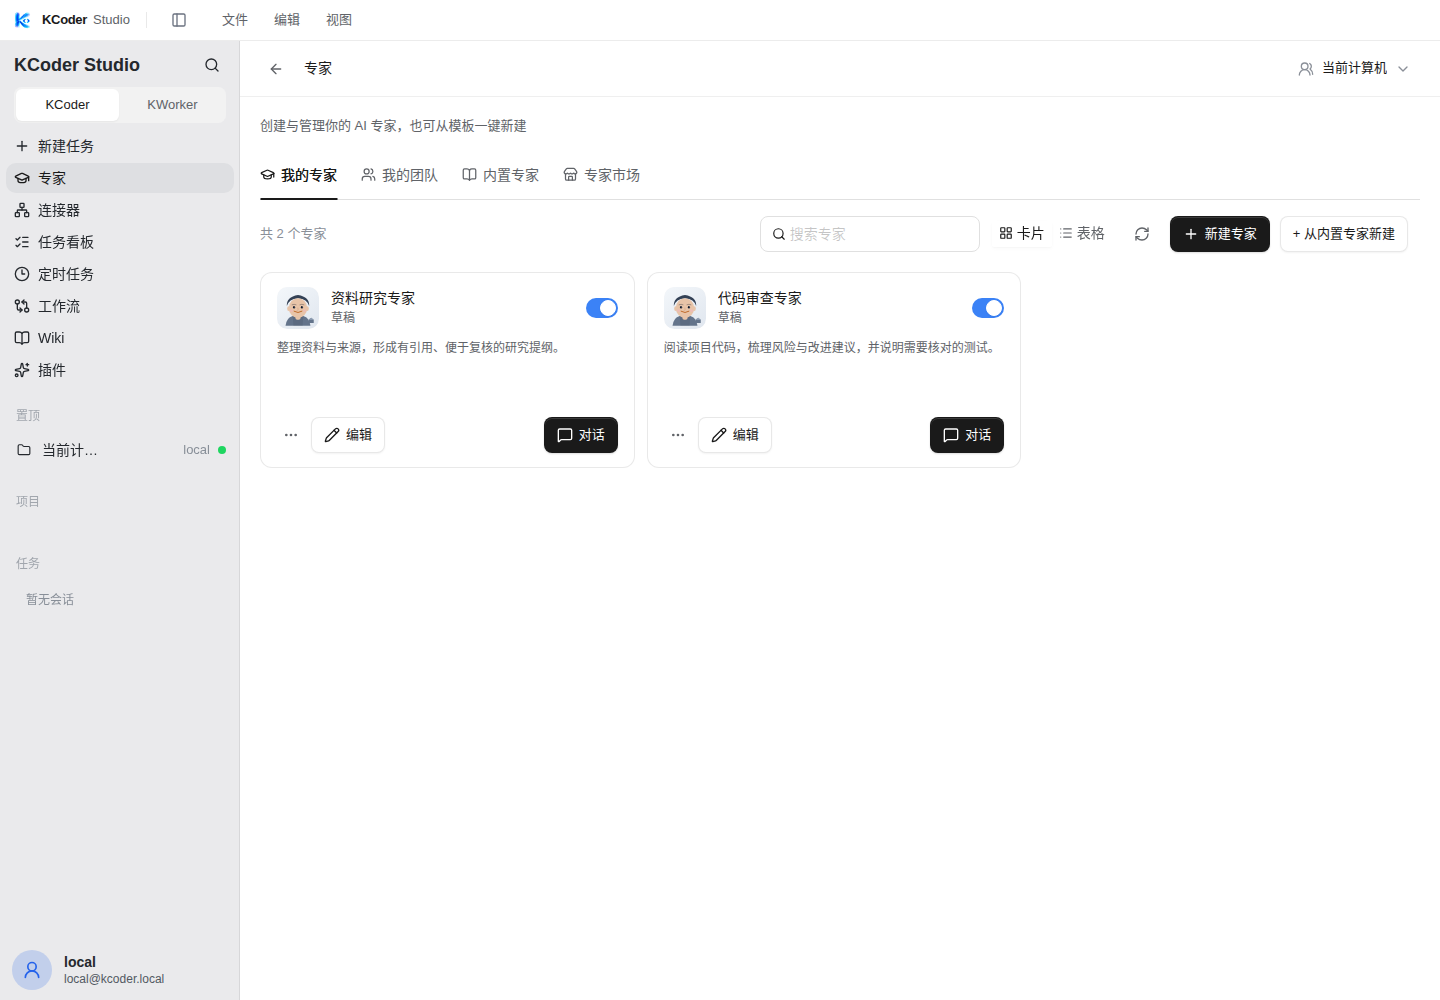 KCoder Studio 文件 编辑 视图
KCoder Studio
KCoder KWorker
新建任务
专家
连接器
任务看板
定时任务
工作流
Wiki
插件
置顶
当前计… local
项目
任务
暂无会话
local
local@kcoder.local
专家 当前计算机
创建与管理你的 AI 专家，也可从模板一键新建
我的专家 我的团队 内置专家 专家市场
共 2 个专家 搜索专家 卡片 表格 新建专家 + 从内置专家新建
资料研究专家
草稿
整理资料与来源，形成有引用、便于复核的研究提纲。
编辑 对话
代码审查专家
草稿
阅读项目代码，梳理风险与改进建议，并说明需要核对的测试。
编辑 对话